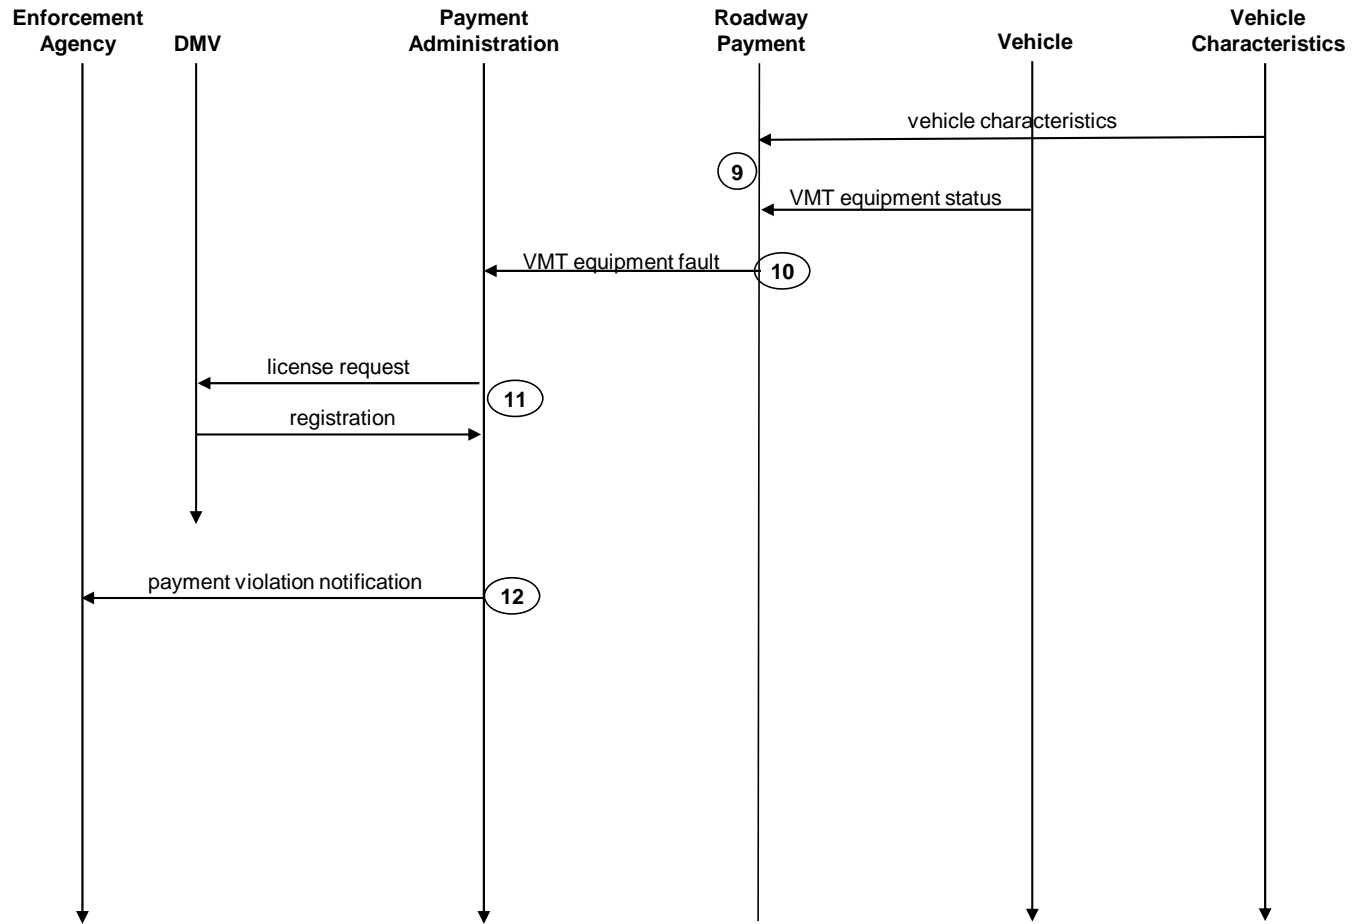 Enforcement
Agency
DMV
Payment
Administration
Roadway
Payment
Vehicle
Vehicle
Characteristics
vehicle characteristics
9
VMT equipment status
VMT equipment fault
10
license request
11
registration
payment violation notification
12